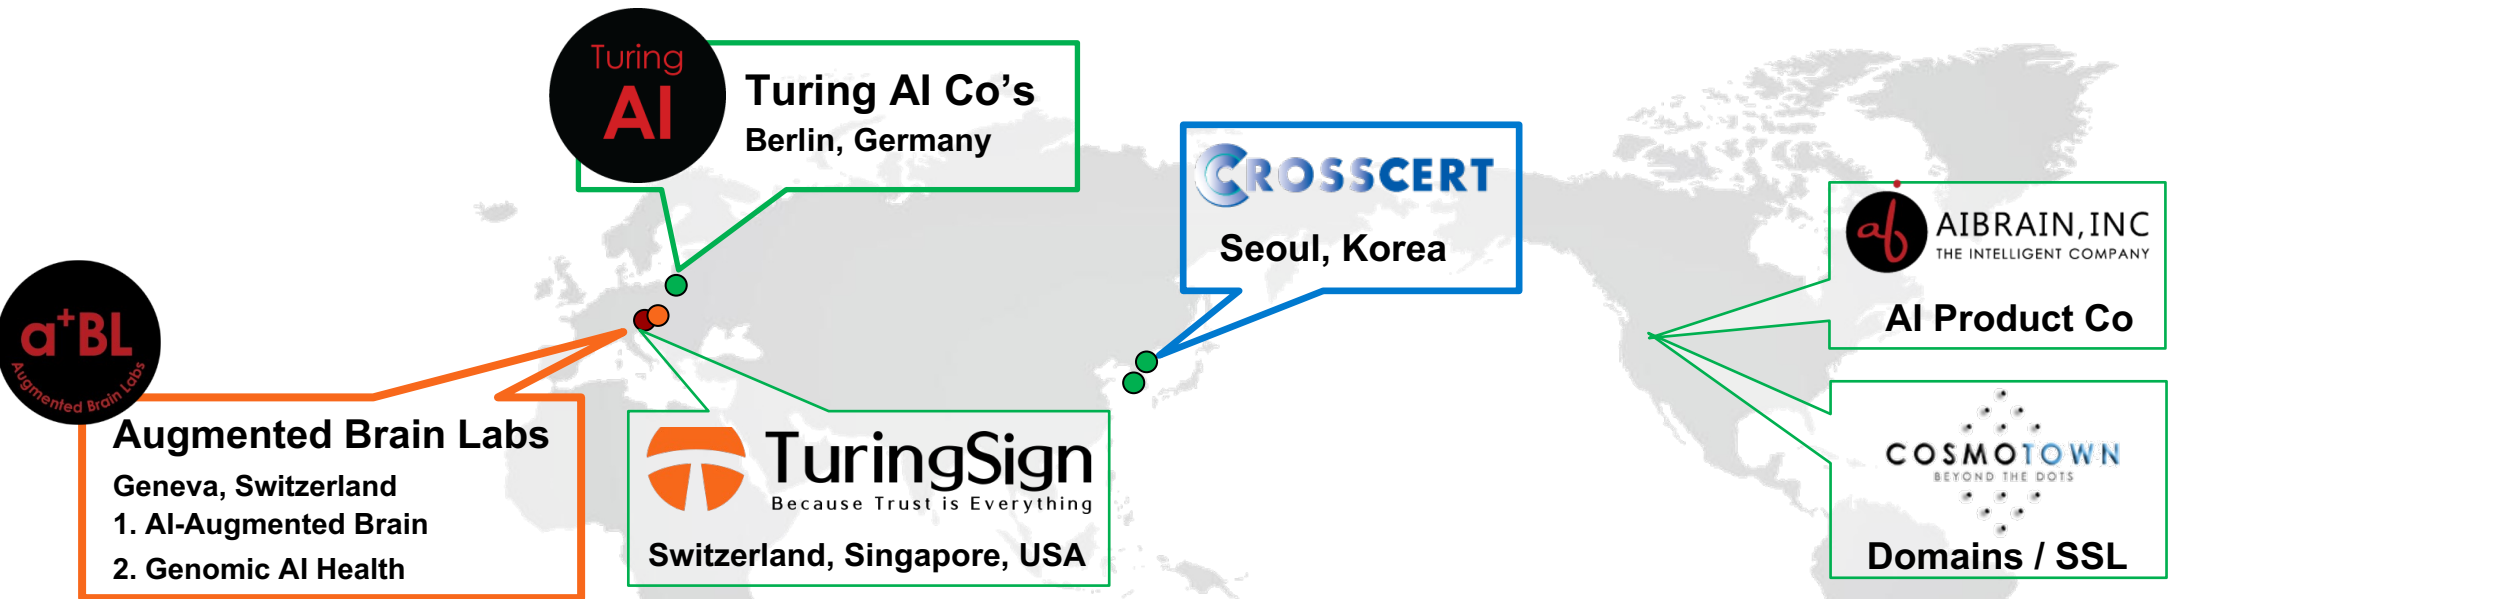 Turing
AI
Turing AI Co's
Berlin, Germany
CROSSCERT
Seoul, Korea
AIBRAIN, INC
THE INTELLIGENT COMPANY
AI Product Co
a+BL
Augmented Brain Labs
Augmented Brain Labs
Geneva, Switzerland
1. AI-Augmented Brain
2. Genomic AI Health
TuringSign
Because Trust is Everything
Switzerland, Singapore, USA
COSMOTOWN
BEYOND THE DOTS
Domains / SSL